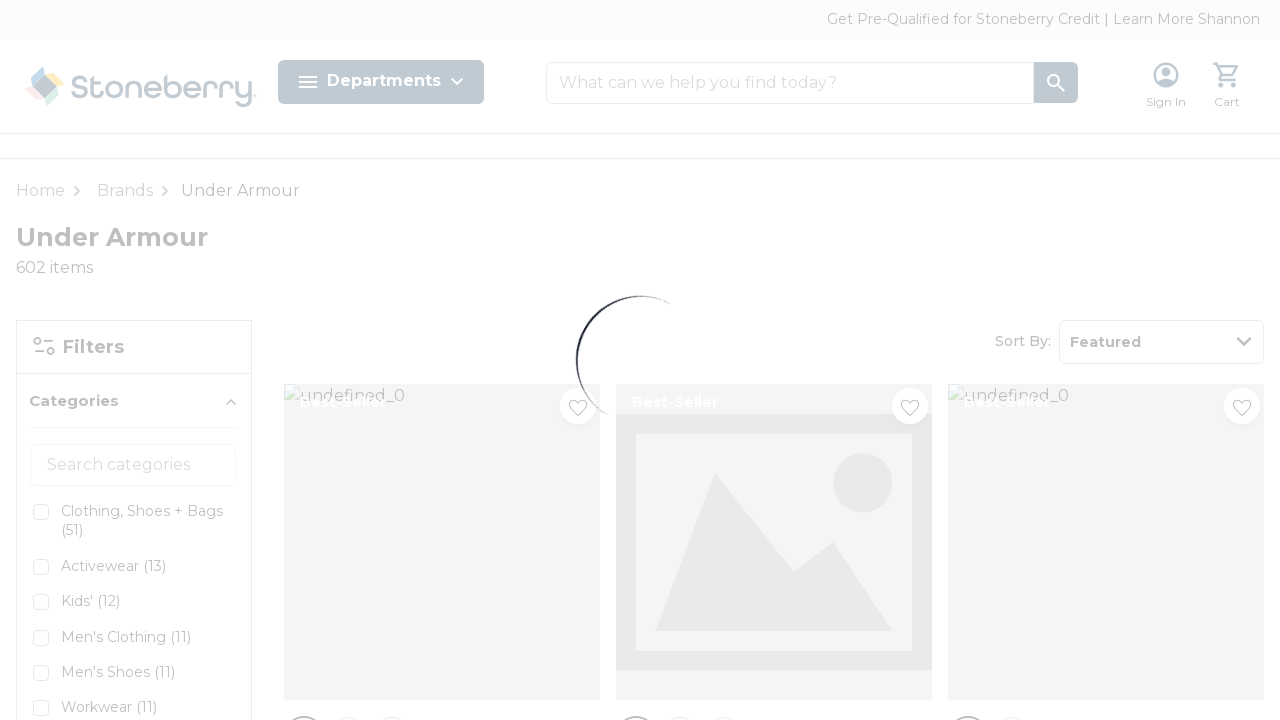 Get Pre-Qualified for Stoneberry Credit | Learn More Shannon
Stoneberry
Departments
What can we help you find today?
Sign In
Cart
Home
Brands
Under Armour
Under Armour
602 items
Filters
Sort By:
Featured
Categories
Search categories
Clothing, Shoes + Bags
(51)
Activewear (13)
Kids' (12)
Men's Clothing (11)
Men's Shoes (11)
Workwear (11)
undefined_0
Best-Seller
Best-Seller
undefined_0
Best-Seller